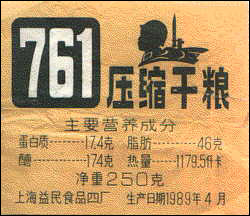 761
压缩干粮
主要营养成分
蛋白质——17.4克 脂肪——46克
醣——174克 热量——1179.5仟卡
净重250克
上海益民食品四厂 生产日期1989年4月